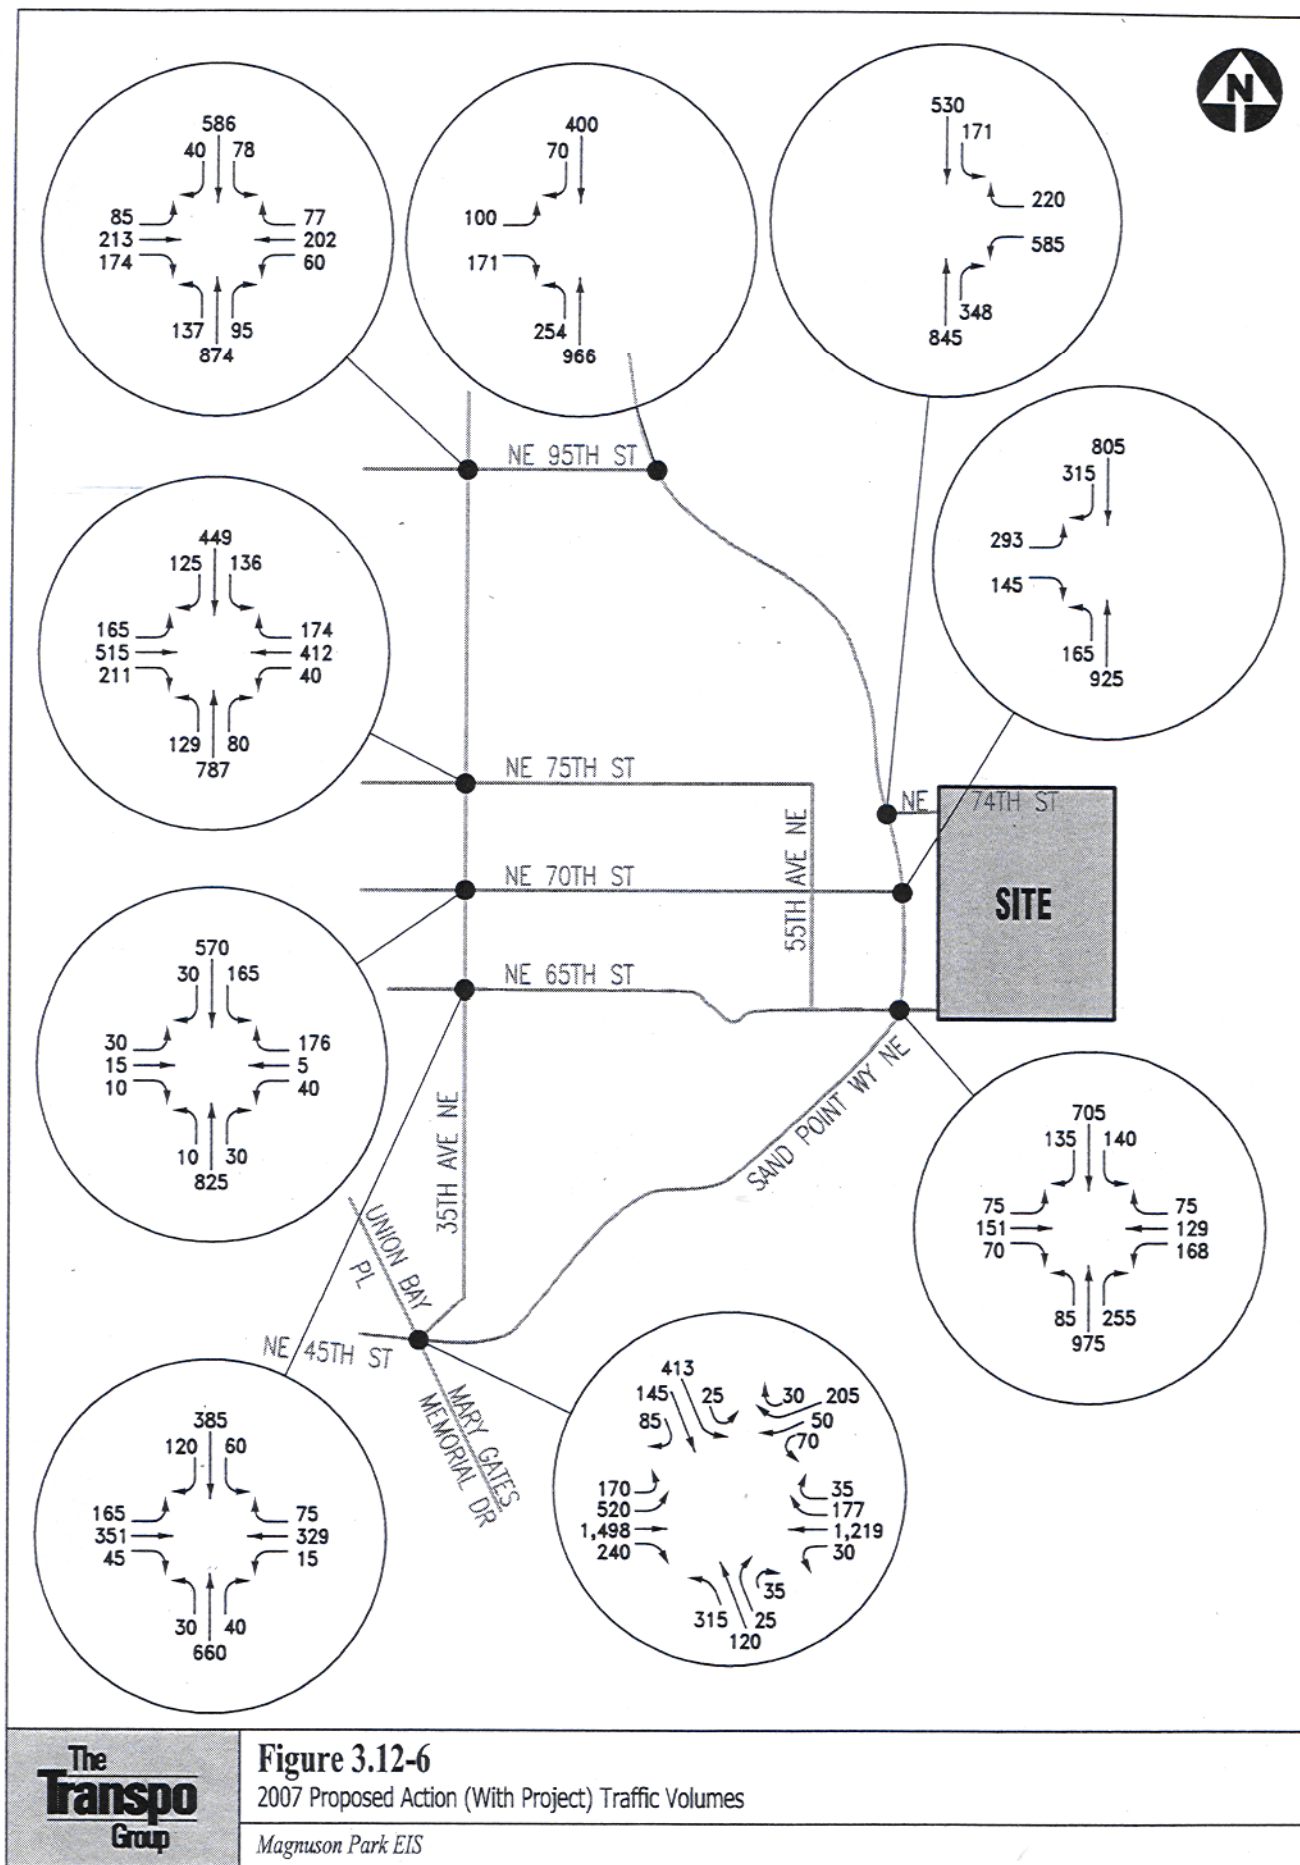 N
586
40 78
85 77
213 202
174 60
137 95
874
400
70
100
171
254
966
530
171
220
585
348
845
805
315
293
145
165
925
NE 95TH ST
449
125 136
165 174
515 412
211 40
129 80
787
NE 75TH ST
NE 74TH ST
NE 70TH ST
55TH AVE NE
SITE
NE 65TH ST
570
30 165
30 176
15 5
10 40
10 30
825
35TH AVE NE
SAND POINT WY NE
UNION BAY
PL
NE 45TH ST
MARY GATES
MEMORIAL DR
705
135 140
75 75
151 129
70 168
85 255
975
385
120 60
165 75
351 329
45 15
30 40
660
413
145 25 30 205
85 50
70
170 35
520 177
1,498 1,219
240 30
35
315 25
120
The
Transpo
Group
Figure 3.12-6
2007 Proposed Action (With Project) Traffic Volumes
Magnuson Park EIS